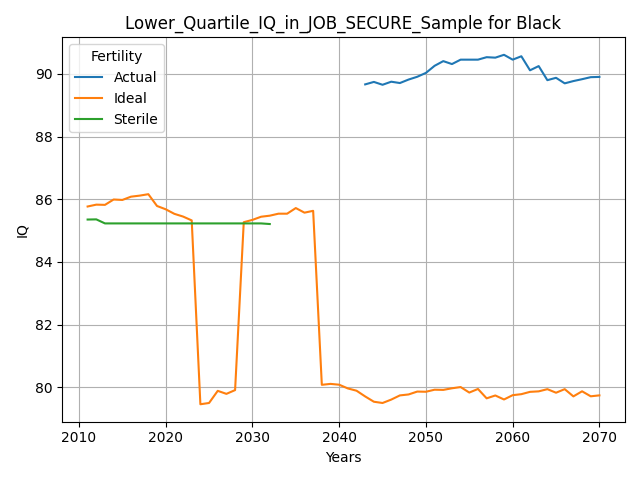 Lower_Quartile_IQ_in_JOB_SECURE_Sample for Black
Fertility
Actual
Ideal
Sterile
IQ
90
88
86
84
82
80
2010 2020 2030 2040 2050 2060 2070
Years